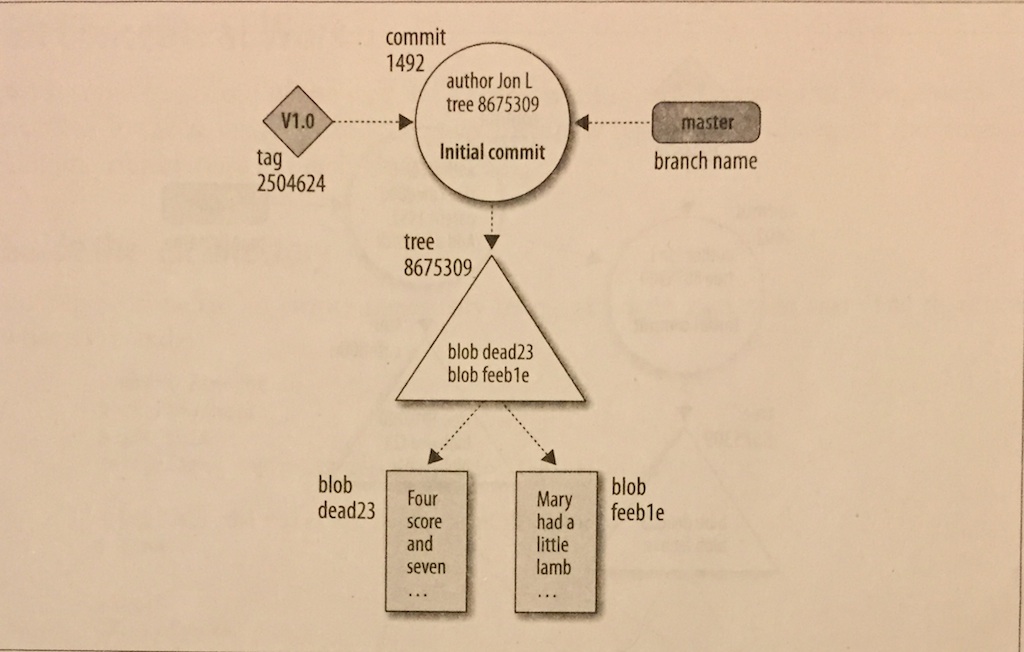 commit
1492
author Jon L
tree 8675309
Initial commit
V1.0
tag
2504624
master
branch name
tree
8675309
blob dead23
blob feeb1e
blob
dead23
Four
score
and
seven
...
Mary
had a
little
lamb
...
blob
feeb1e